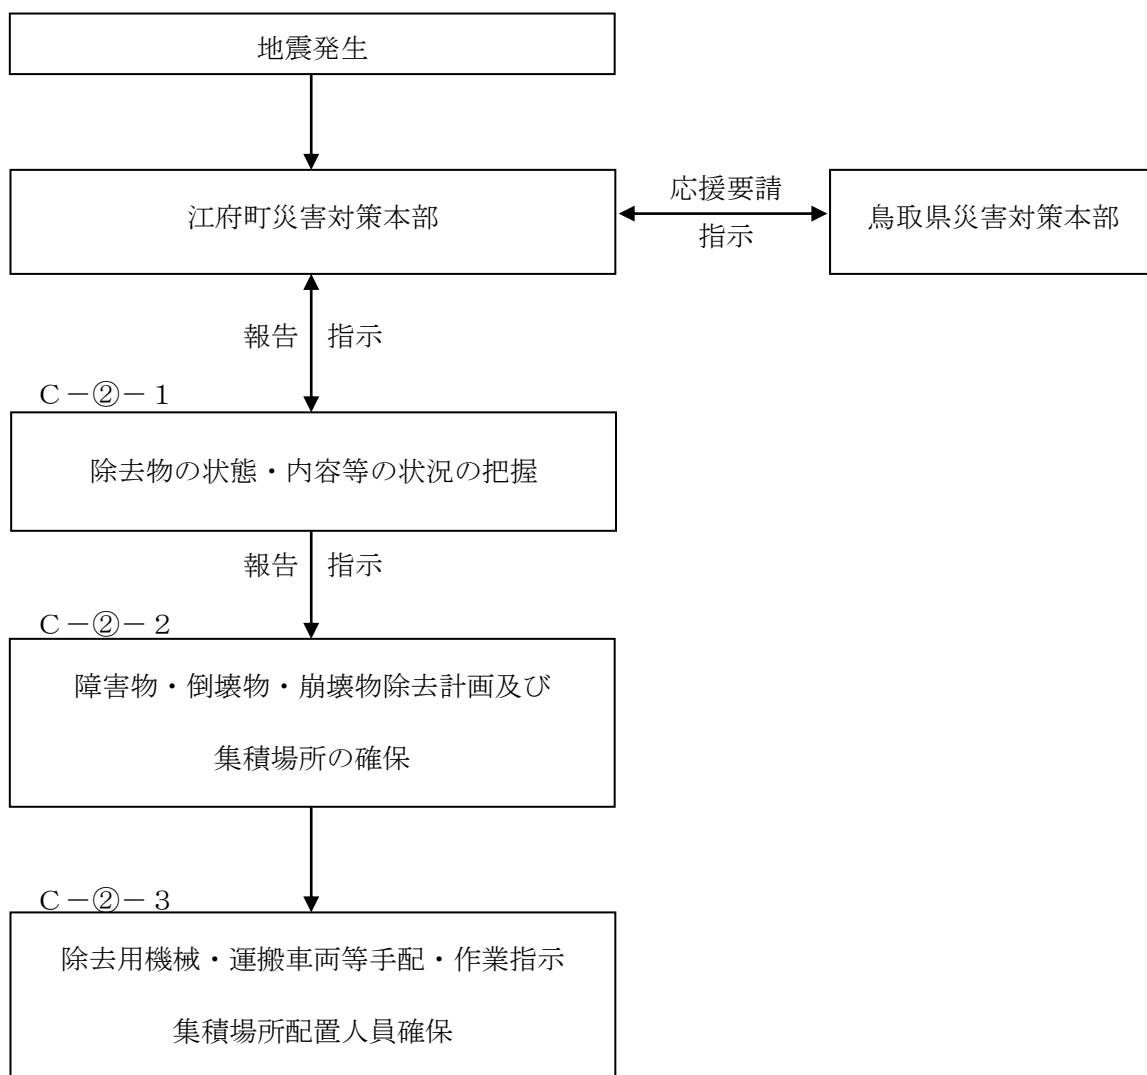 地震発生
江府町災害対策本部
応援要請
指示
鳥取県災害対策本部
報告 指示
C－②－1
除去物の状態・内容等の状況の把握
報告 指示
C－②－2
障害物・倒壊物・崩壊物除去計画及び
集積場所の確保
C－②－3
除去用機械・運搬車両等手配・作業指示
集積場所配置人員確保